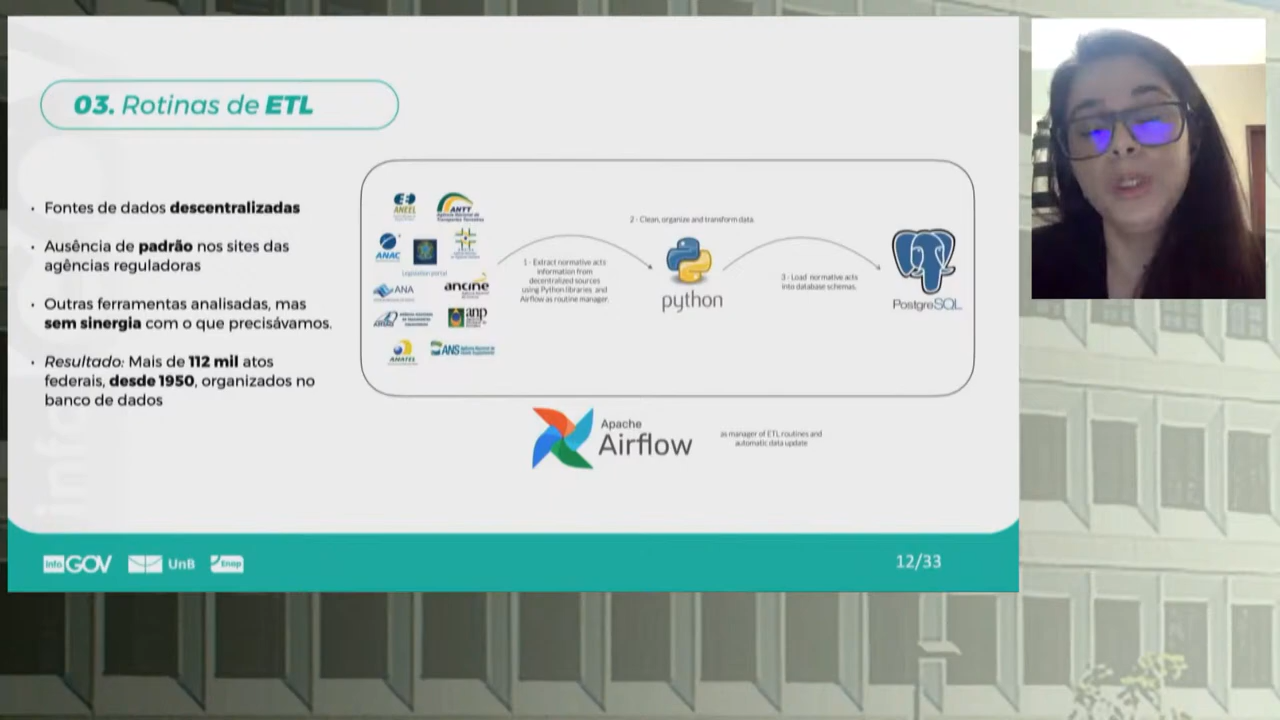 03. Rotinas de ETL
· Fontes de dados descentralizadas
· Ausência de padrão nos sites das
agências reguladoras
· Outras ferramentas analisadas, mas
sem sinergia com o que precisávamos.
· Resultado: Mais de 112 mil atos
federais, desde 1950, organizados no
banco de dados
ANEEL
ANTT
ANAC
Legislation portal
ANA
ancine
anp
ANATEL
ANS
1 - Extract normative acts
information from
decentralized sources
using Python libraries and
Airflow as routine manager.
2 - Clean, organize and transform data.
python
3 - Load normative acts
into database schemas.
PostgreSQL
Apache
Airflow
as manager of ETL routines and
automatic data update
infoGOV
UnB
Enap
12/33